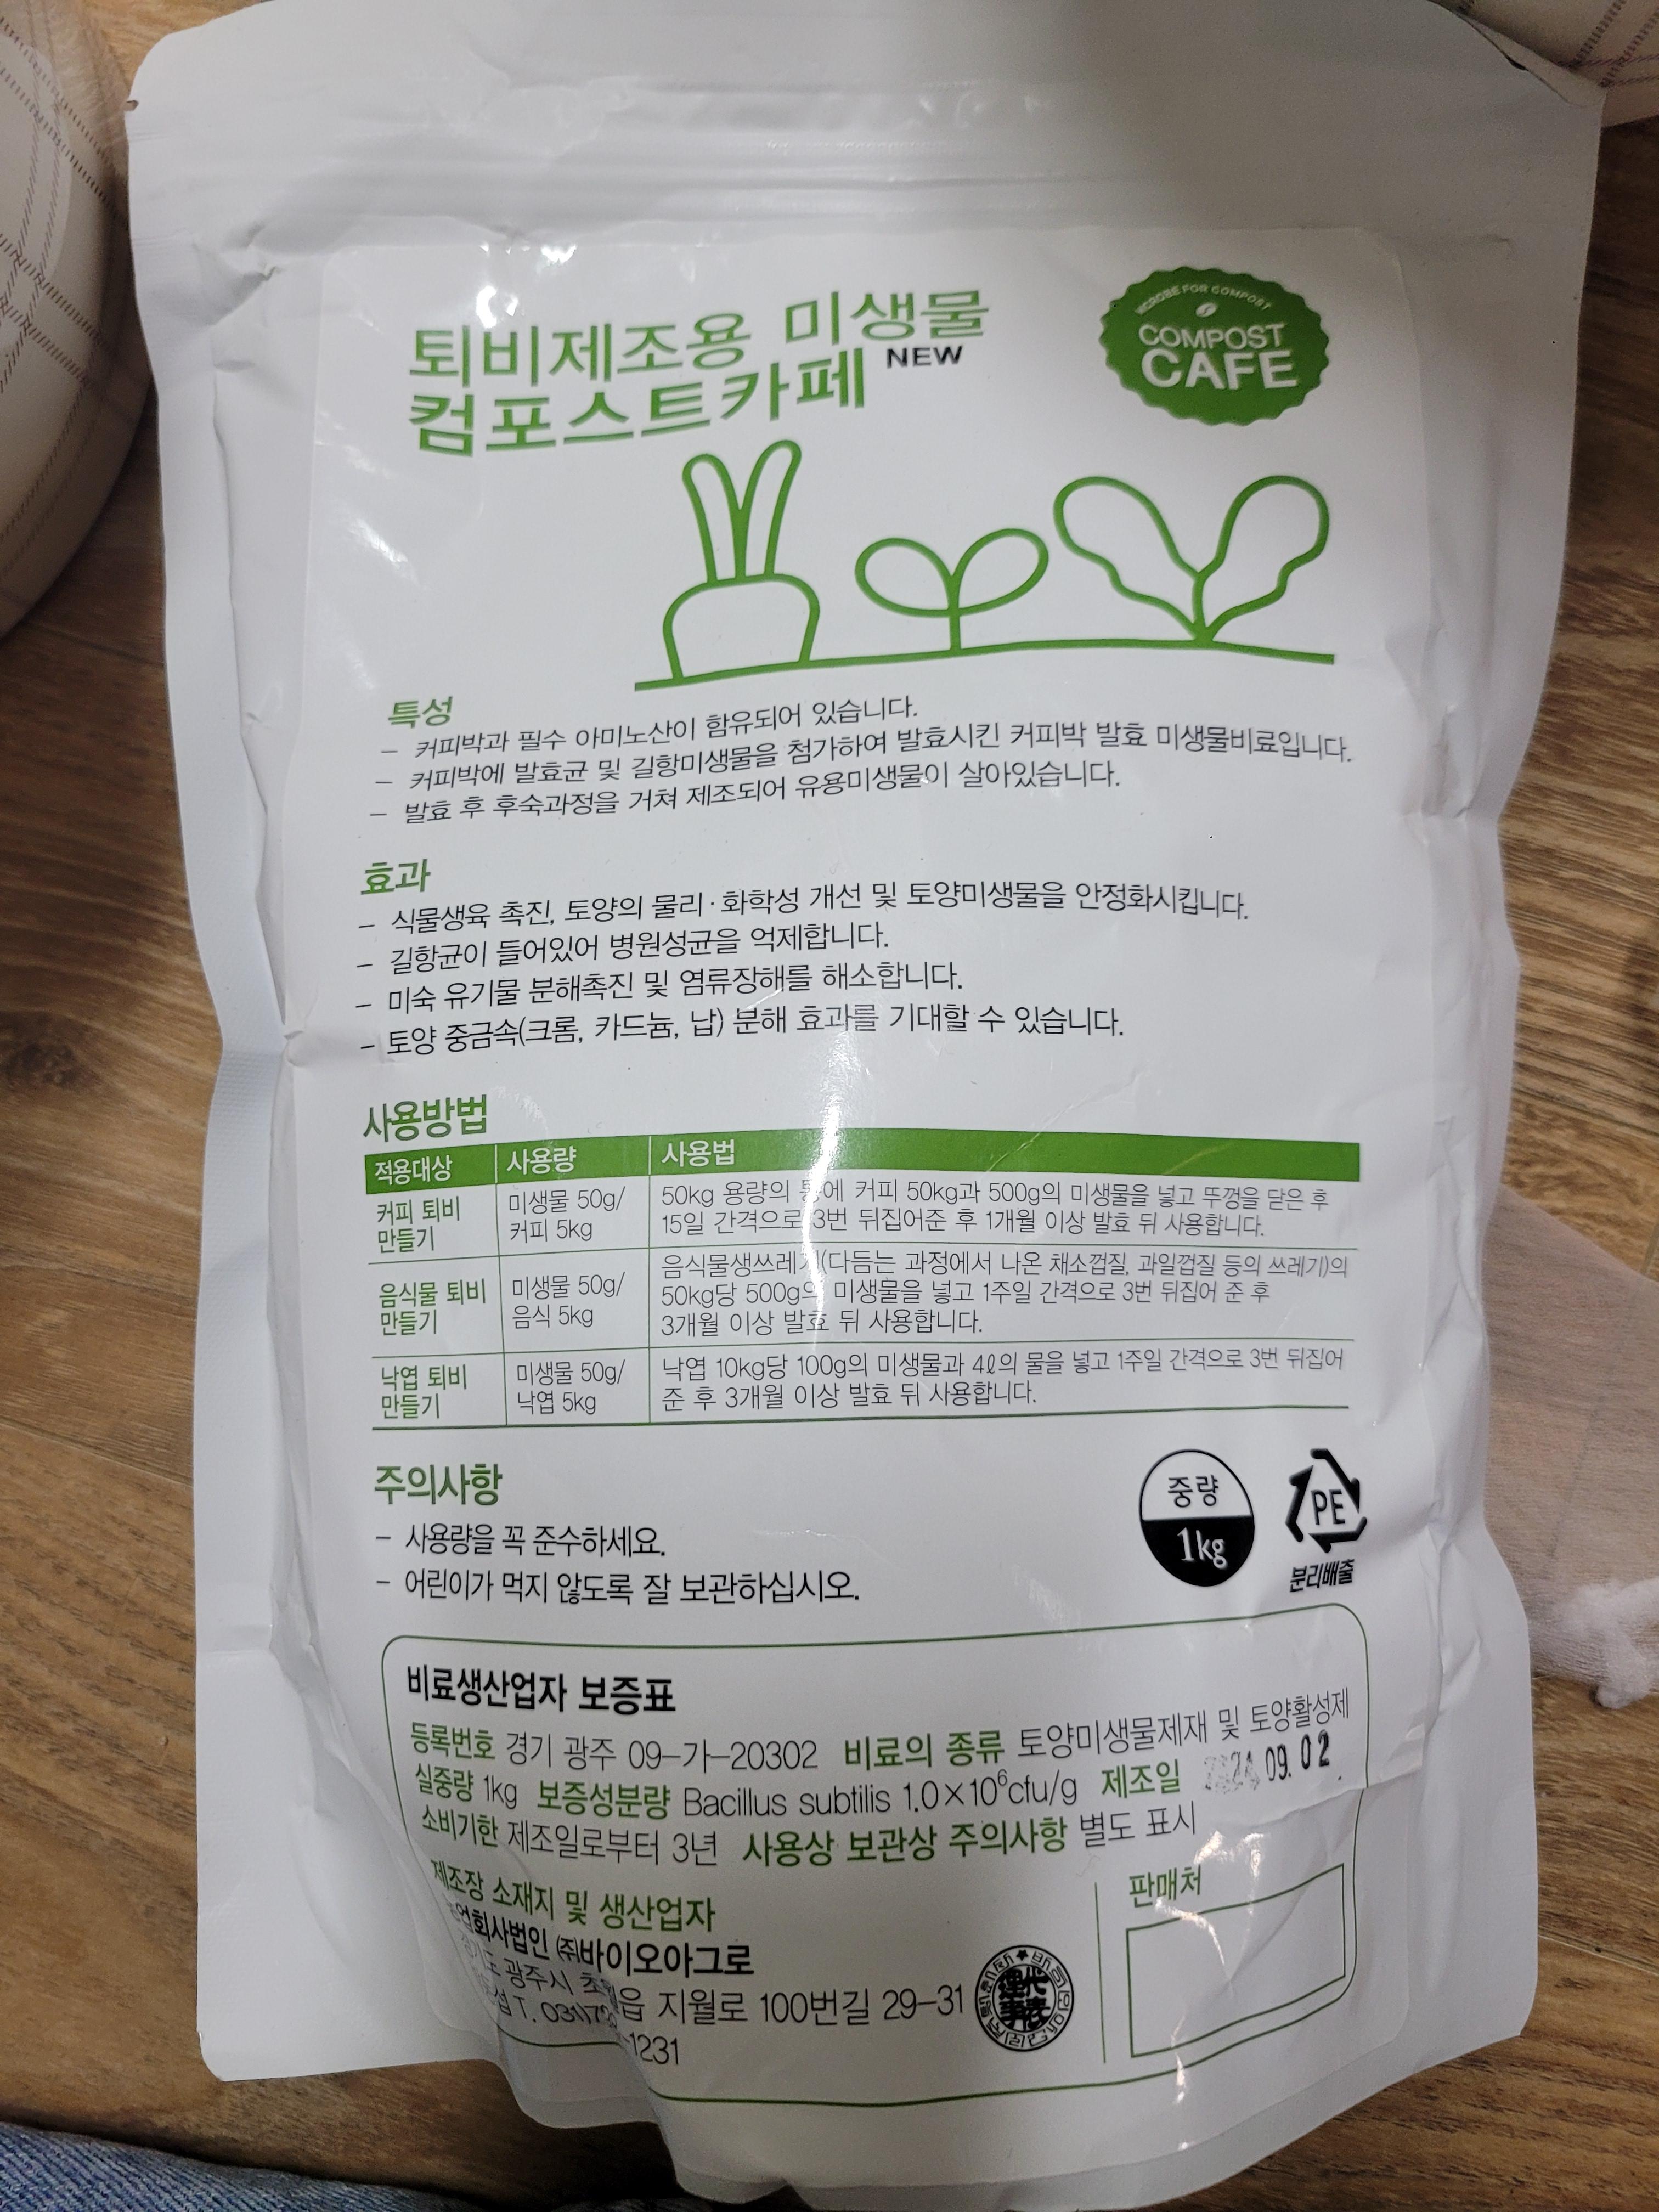 퇴비제조용 미생물
컴포스트카페 NEW
MICROBE FOR COMPOST
COMPOST
CAFE
특성
- 커피박과 필수 아미노산이 함유되어 있습니다.
- 커피박에 발효균 및 길항미생물을 첨가하여 발효시킨 커피박 발효 미생물비료입니다.
- 발효 후 후숙과정을 거쳐 제조되어 유용미생물이 살아있습니다.
효과
- 식물생육 촉진, 토양의 물리·화학성 개선 및 토양미생물을 안정화시킵니다.
- 길항균이 들어있어 병원성균을 억제합니다.
- 미숙 유기물 분해촉진 및 염류장해를 해소합니다.
- 토양 중금속(크롬, 카드늄, 납) 분해 효과를 기대할 수 있습니다.
사용방법
적용대상 사용량 사용법
커피 퇴비
만들기
미생물 50g/
커피 5kg
50kg 용량의 통에 커피 50kg과 500g의 미생물을 넣고 뚜껑을 닫은 후
15일 간격으로 3번 뒤집어준 후 1개월 이상 발효 뒤 사용합니다.
음식물 퇴비
만들기
미생물 50g/
음식 5kg
음식물생쓰레기(다듬는 과정에서 나온 채소껍질, 과일껍질 등의 쓰레기)의
50kg당 500g의 미생물을 넣고 1주일 간격으로 3번 뒤집어 준 후
3개월 이상 발효 뒤 사용합니다.
낙엽 퇴비
만들기
미생물 50g/
낙엽 5kg
낙엽 10kg당 100g의 미생물과 4ℓ의 물을 넣고 1주일 간격으로 3번 뒤집어
준 후 3개월 이상 발효 뒤 사용합니다.
주의사항
- 사용량을 꼭 준수하세요.
- 어린이가 먹지 않도록 잘 보관하십시오.
중량
1kg
PE
분리배출
비료생산업자 보증표
등록번호 경기 광주 09-가-20302 비료의 종류 토양미생물제재 및 토양활성제
실중량 1kg 보증성분량 Bacillus subtilis 1.0×10⁶cfu/g 제조일 2024.09.02
소비기한 제조일로부터 3년 사용상 보관상 주의사항 별도 표시
제조장 소재지 및 생산업자
업회사법인 ㈜바이오아그로
광주시 읍 지월로 100번길 29-31
T. 031)
-1231
판매처